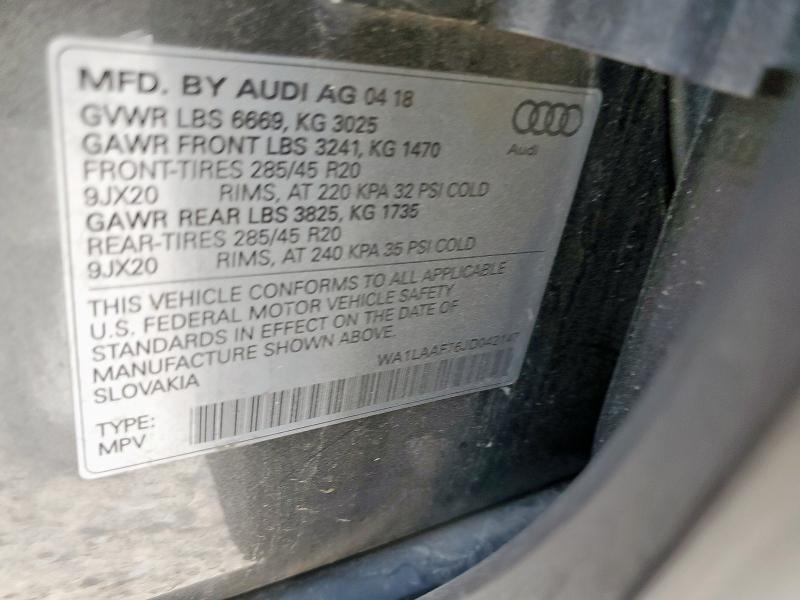 MFD. BY AUDI AG 04 18
GVWR LBS 6669, KG 3025
GAWR FRONT LBS 3241, KG 1470
FRONT-TIRES 285/45 R20
9JX20 RIMS, AT 220 KPA 32 PSI COLD
GAWR REAR LBS 3825, KG 1735
REAR-TIRES 285/45 R20
9JX20 RIMS, AT 240 KPA 35 PSI COLD
Audi
THIS VEHICLE CONFORMS TO ALL APPLICABLE
U.S. FEDERAL MOTOR VEHICLE SAFETY
STANDARDS IN EFFECT ON THE DATE OF
MANUFACTURE SHOWN ABOVE.
SLOVAKIA
WA1LAAF76JD042147
TYPE:
MPV